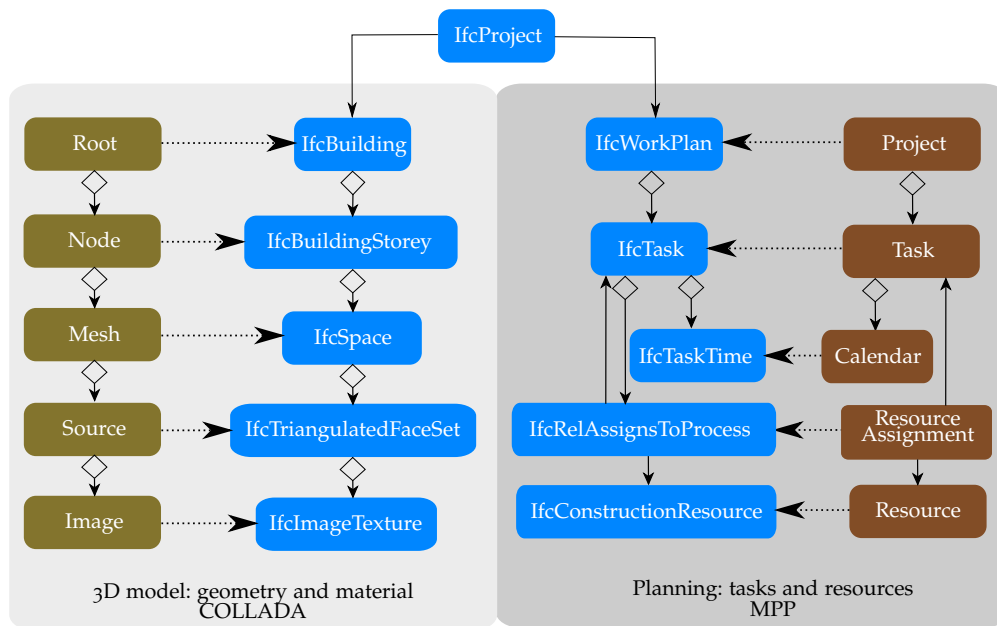 IfcProject
Root
IfcBuilding
IfcWorkPlan
Project
Node
IfcBuildingStorey
IfcTask
Task
Mesh
IfcSpace
IfcTaskTime
Calendar
Source
IfcTriangulatedFaceSet
IfcRelAssignsToProcess
Resource
Assignment
Image
IfcImageTexture
IfcConstructionResource
Resource
3D model: geometry and material
COLLADA
Planning: tasks and resources
MPP